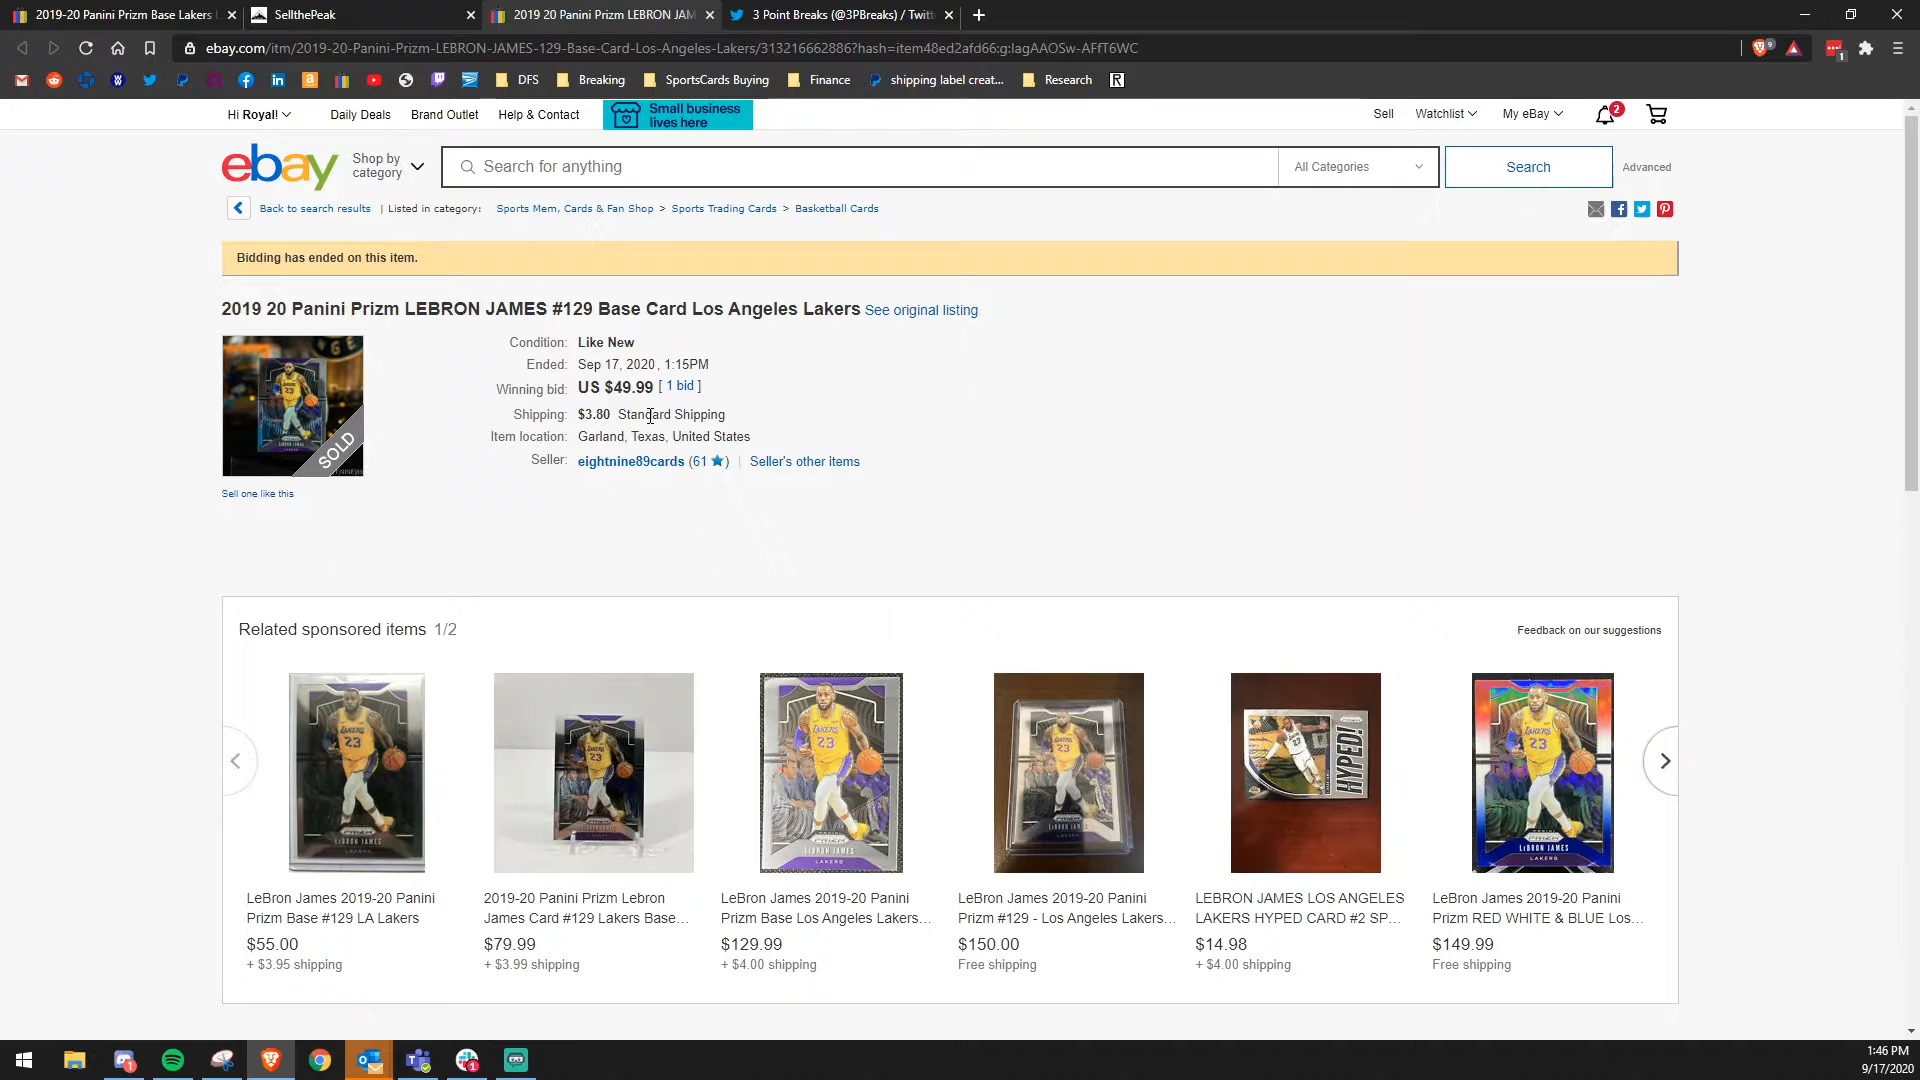 2019-20 Panini Prizm Base Lakers L
SellthePeak
2019 20 Panini Prizm LEBRON JAM
3 Point Breaks (@3PBreaks) / Twitt
ebay.com/itm/2019-20-Panini-Prizm-LEBRON-JAMES-129-Base-Card-Los-Angeles-Lakers/313216662886?hash=item48ed2afd66:g:lagAAOSw-AFfT6WC
DFS
Breaking
SportsCards Buying
Finance
shipping label creat...
Research
R
Hi Royal!
Daily Deals
Brand Outlet
Help & Contact
Small business
lives here
Sell
Watchlist
My eBay
2
ebay
Shop by
category
Search for anything
All Categories
Search
Advanced
Back to search results | Listed in category: Sports Mem, Cards & Fan Shop > Sports Trading Cards > Basketball Cards
Bidding has ended on this item.
2019 20 Panini Prizm LEBRON JAMES #129 Base Card Los Angeles Lakers See original listing
SOLD
Sell one like this
Condition: Like New
Ended: Sep 17, 2020 , 1:15PM
Winning bid: US $49.99 [ 1 bid ]
Shipping: $3.80 Standard Shipping
Item location: Garland, Texas, United States
Seller: eightnine89cards (61 ) | Seller's other items
Related sponsored items 1/2
Feedback on our suggestions
LeBron James 2019-20 Panini
Prizm Base #129 LA Lakers
$55.00
+ $3.95 shipping
2019-20 Panini Prizm Lebron
James Card #129 Lakers Base...
$79.99
+ $3.99 shipping
LeBron James 2019-20 Panini
Prizm Base Los Angeles Lakers...
$129.99
+ $4.00 shipping
LeBron James 2019-20 Panini
Prizm #129 - Los Angeles Lakers...
$150.00
Free shipping
HYPED!
LEBRON JAMES LOS ANGELES
LAKERS HYPED CARD #2 SP...
$14.98
+ $4.00 shipping
LeBron James 2019-20 Panini
Prizm RED WHITE & BLUE Los...
$149.99
Free shipping
1:46 PM
9/17/2020